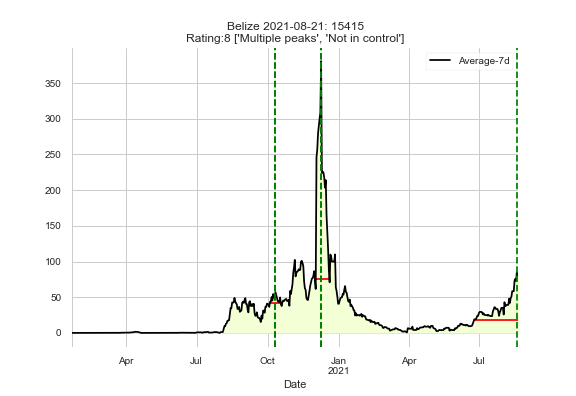 Belize 2021-08-21: 15415
Rating:8 ['Multiple peaks', 'Not in control']
Average-7d
350
300
250
200
150
100
50
0
Apr
Jul
Oct
Jan
2021
Apr
Jul
Date